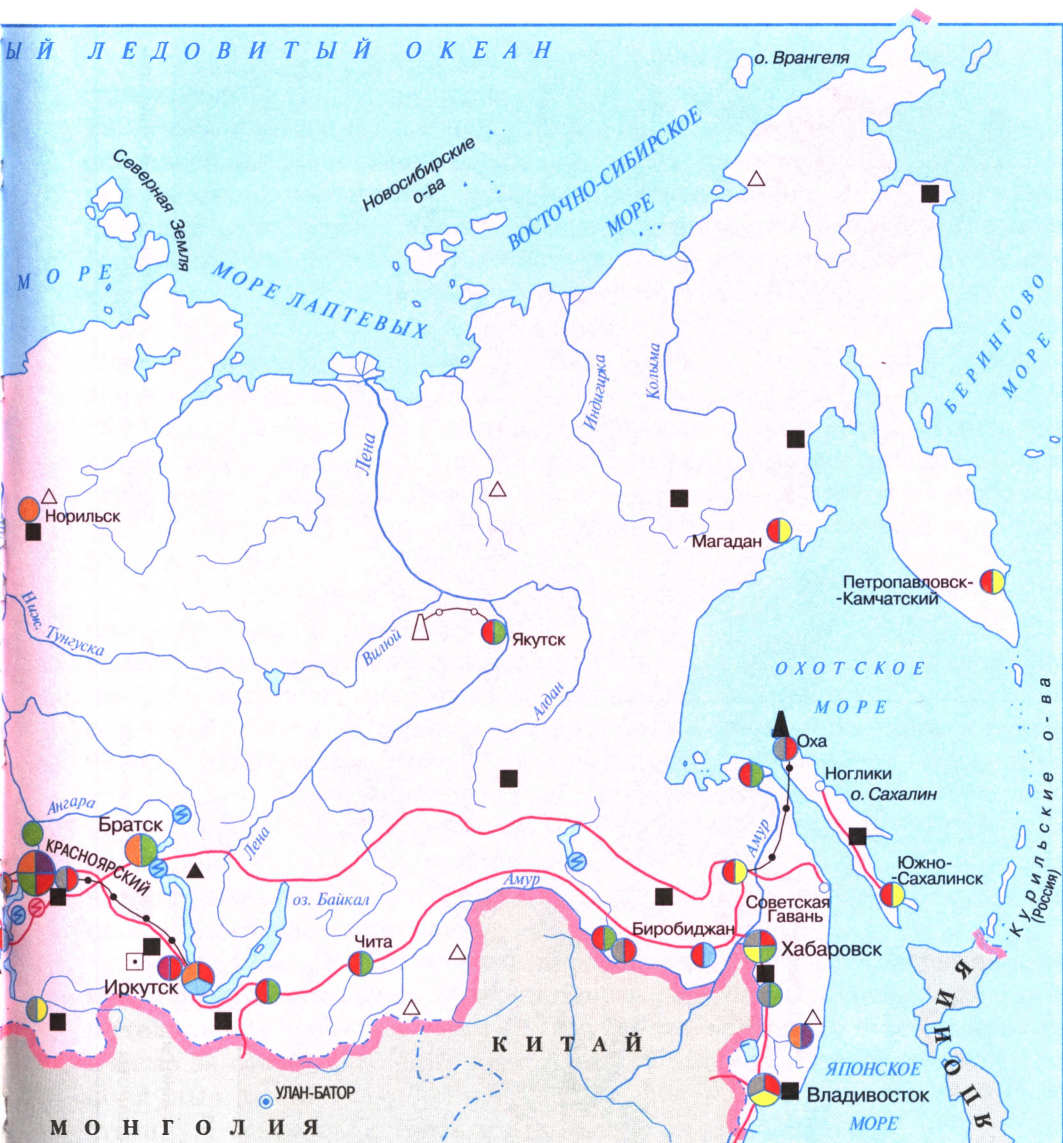 ЫЙ ЛЕДОВИТЫЙ ОКЕАН
о. Врангеля
Северная Земля
Новосибирские
о-ва
ВОСТОЧНО-СИБИРСКОЕ
МОРЕ
МОРЕ
МОРЕ ЛАПТЕВЫХ
БЕРИНГОВО
МОРЕ
Индигирка
Колыма
Лена
Норильск
Магадан
Петропавловск-
-Камчатский
Ниж. Тунгуска
Вилюй
Якутск
Алдан
ОХОТСКОЕ
МОРЕ
Оха
Ноглики
о. Сахалин
Курильские о-ва
(Россия)
Ангара
Братск
КРАСНОЯРСКИЙ
Лена
оз. Байкал
Амур
Амур
Южно-
-Сахалинск
Советская
Гавань
Биробиджан
Хабаровск
Чита
Иркутск
КИТАЙ
ЯПОНИЯ
ЯПОНСКОЕ
МОРЕ
Владивосток
УЛАН-БАТОР
МОНГОЛИЯ